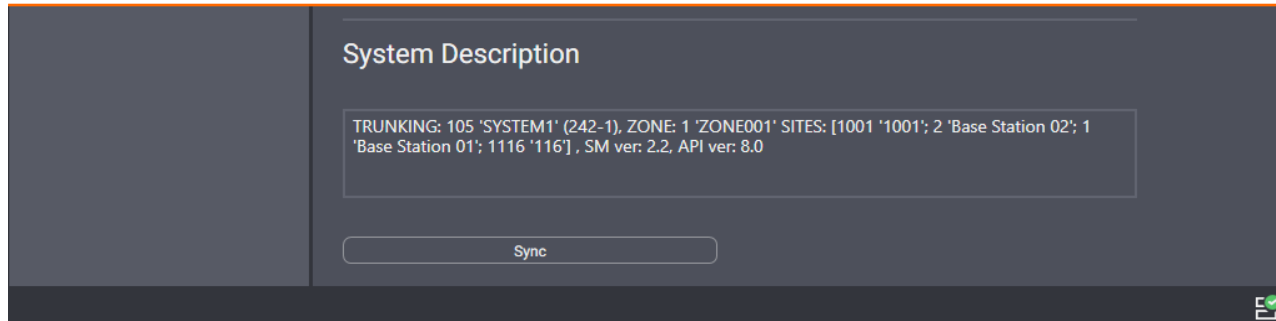 System Description
TRUNKING: 105 'SYSTEM1' (242-1), ZONE: 1 'ZONE001' SITES: [1001 '1001'; 2 'Base Station 02'; 1
'Base Station 01'; 1116 '116'] , SM ver: 2.2, API ver: 8.0
Sync